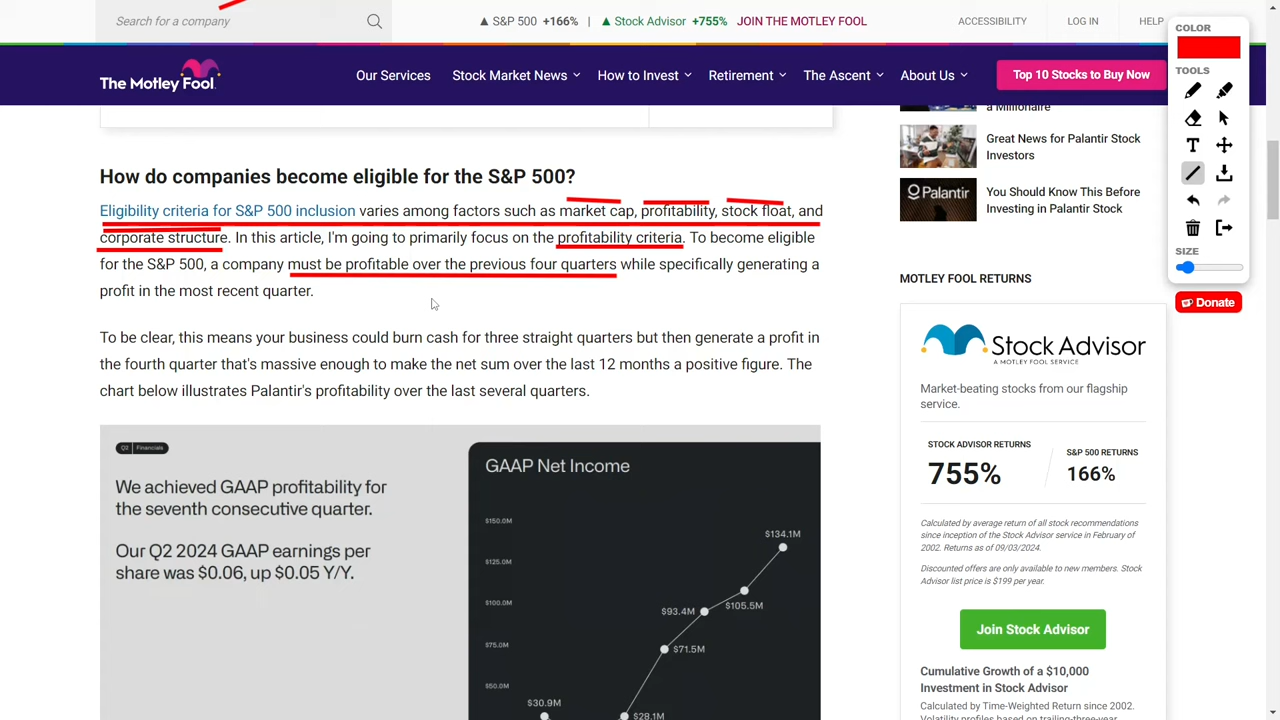 Search for a company
S&P 500 +166% | Stock Advisor +755% JOIN THE MOTLEY FOOL
ACCESSIBILITY LOG IN HELP
The Motley Fool
Our Services Stock Market News How to Invest Retirement The Ascent About Us Top 10 Stocks to Buy Now
COLOR
TOOLS
T
SIZE
Donate
How do companies become eligible for the S&P 500?
Eligibility criteria for S&P 500 inclusion varies among factors such as market cap, profitability, stock float, and
corporate structure. In this article, I'm going to primarily focus on the profitability criteria. To become eligible
for the S&P 500, a company must be profitable over the previous four quarters while specifically generating a
profit in the most recent quarter.
To be clear, this means your business could burn cash for three straight quarters but then generate a profit in
the fourth quarter that's massive enough to make the net sum over the last 12 months a positive figure. The
chart below illustrates Palantir's profitability over the last several quarters.
Q2 | Financials
We achieved GAAP profitability for
the seventh consecutive quarter.
Our Q2 2024 GAAP earnings per
share was $0.06, up $0.05 Y/Y.
GAAP Net Income
$150.0M
$134.1M
$125.0M
$105.5M
$100.0M
$93.4M
$75.0M
$71.5M
$50.0M
$30.9M
$28.1M
a Millionaire
Great News for Palantir Stock
Investors
Palantir
You Should Know This Before
Investing in Palantir Stock
MOTLEY FOOL RETURNS
Stock Advisor
A MOTLEY FOOL SERVICE
Market-beating stocks from our flagship
service.
STOCK ADVISOR RETURNS
755%
S&P 500 RETURNS
166%
Calculated by average return of all stock recommendations
since inception of the Stock Advisor service in February of
2002. Returns as of 09/03/2024.
Discounted offers are only available to new members. Stock
Advisor list price is $199 per year.
Join Stock Advisor
Cumulative Growth of a $10,000
Investment in Stock Advisor
Calculated by Time-Weighted Return since 2002.
Volatility profiles based on trailing-three-year